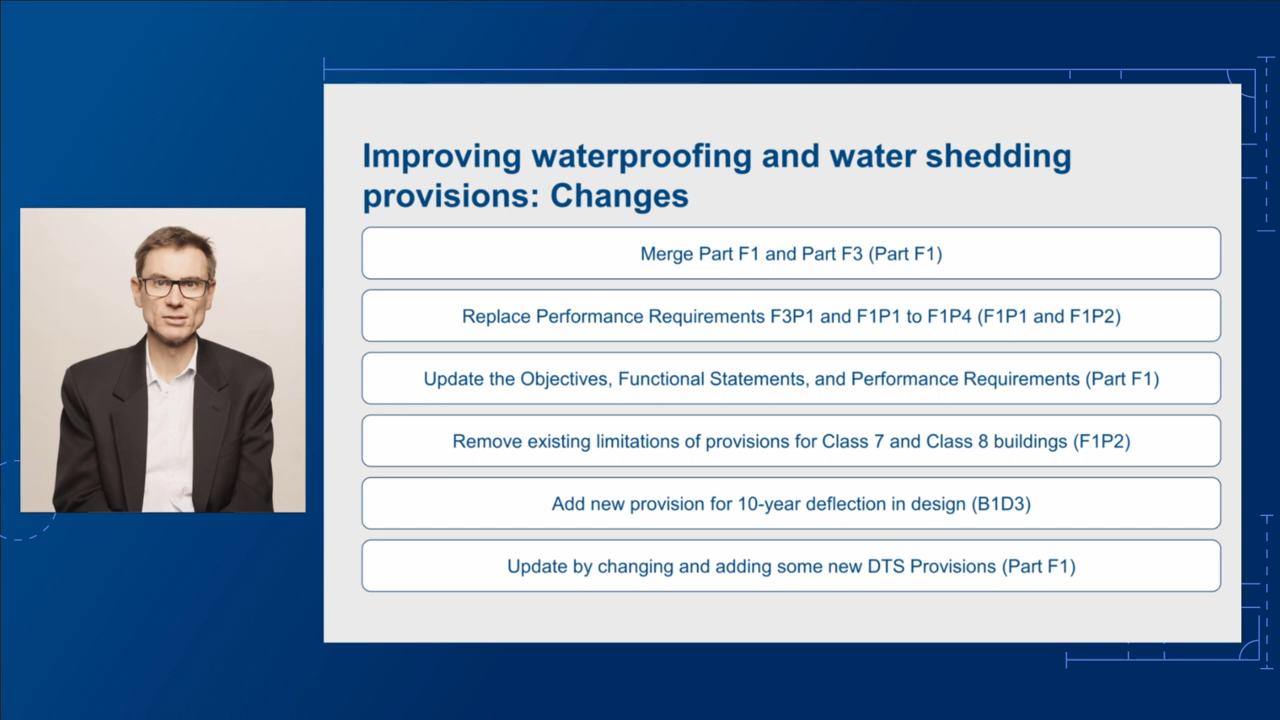 Improving waterproofing and water shedding
provisions: Changes
Merge Part F1 and Part F3 (Part F1)
Replace Performance Requirements F3P1 and F1P1 to F1P4 (F1P1 and F1P2)
Update the Objectives, Functional Statements, and Performance Requirements (Part F1)
Remove existing limitations of provisions for Class 7 and Class 8 buildings (F1P2)
Add new provision for 10-year deflection in design (B1D3)
Update by changing and adding some new DTS Provisions (Part F1)